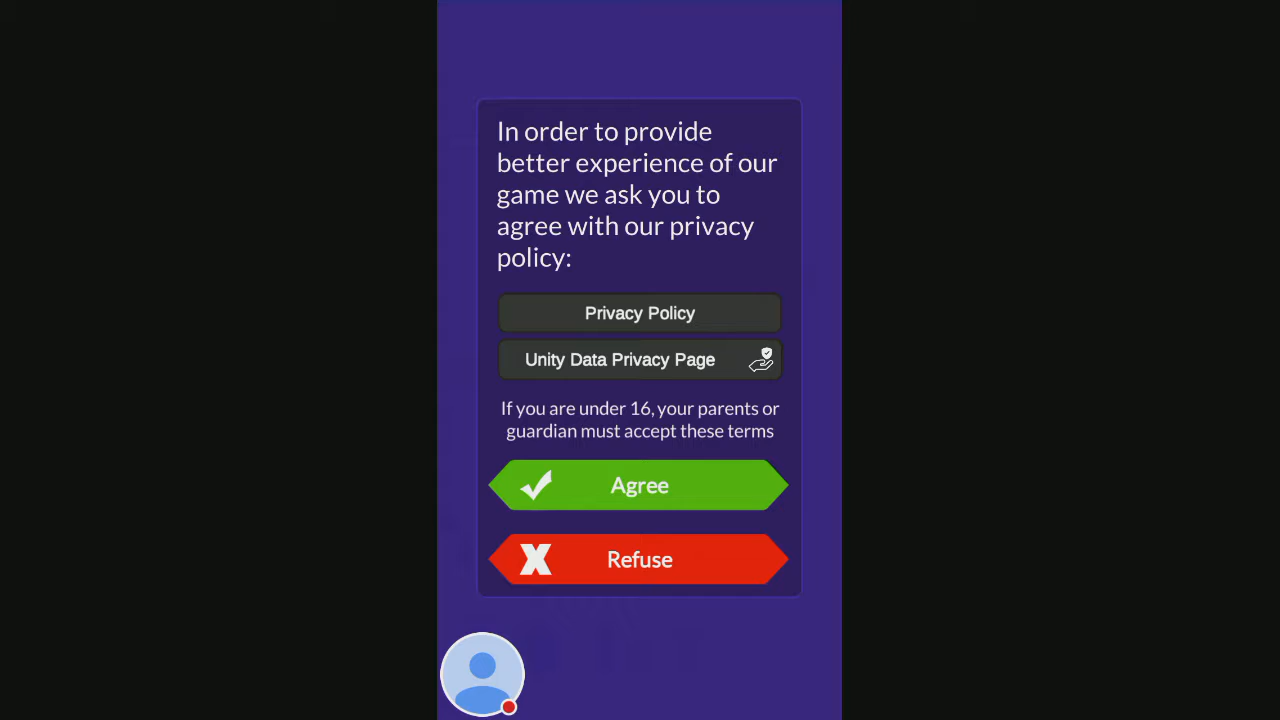 In order to provide
better experience of our
game we ask you to
agree with our privacy
policy:
Privacy Policy
Unity Data Privacy Page
If you are under 16, your parents or
guardian must accept these terms
Agree
Refuse